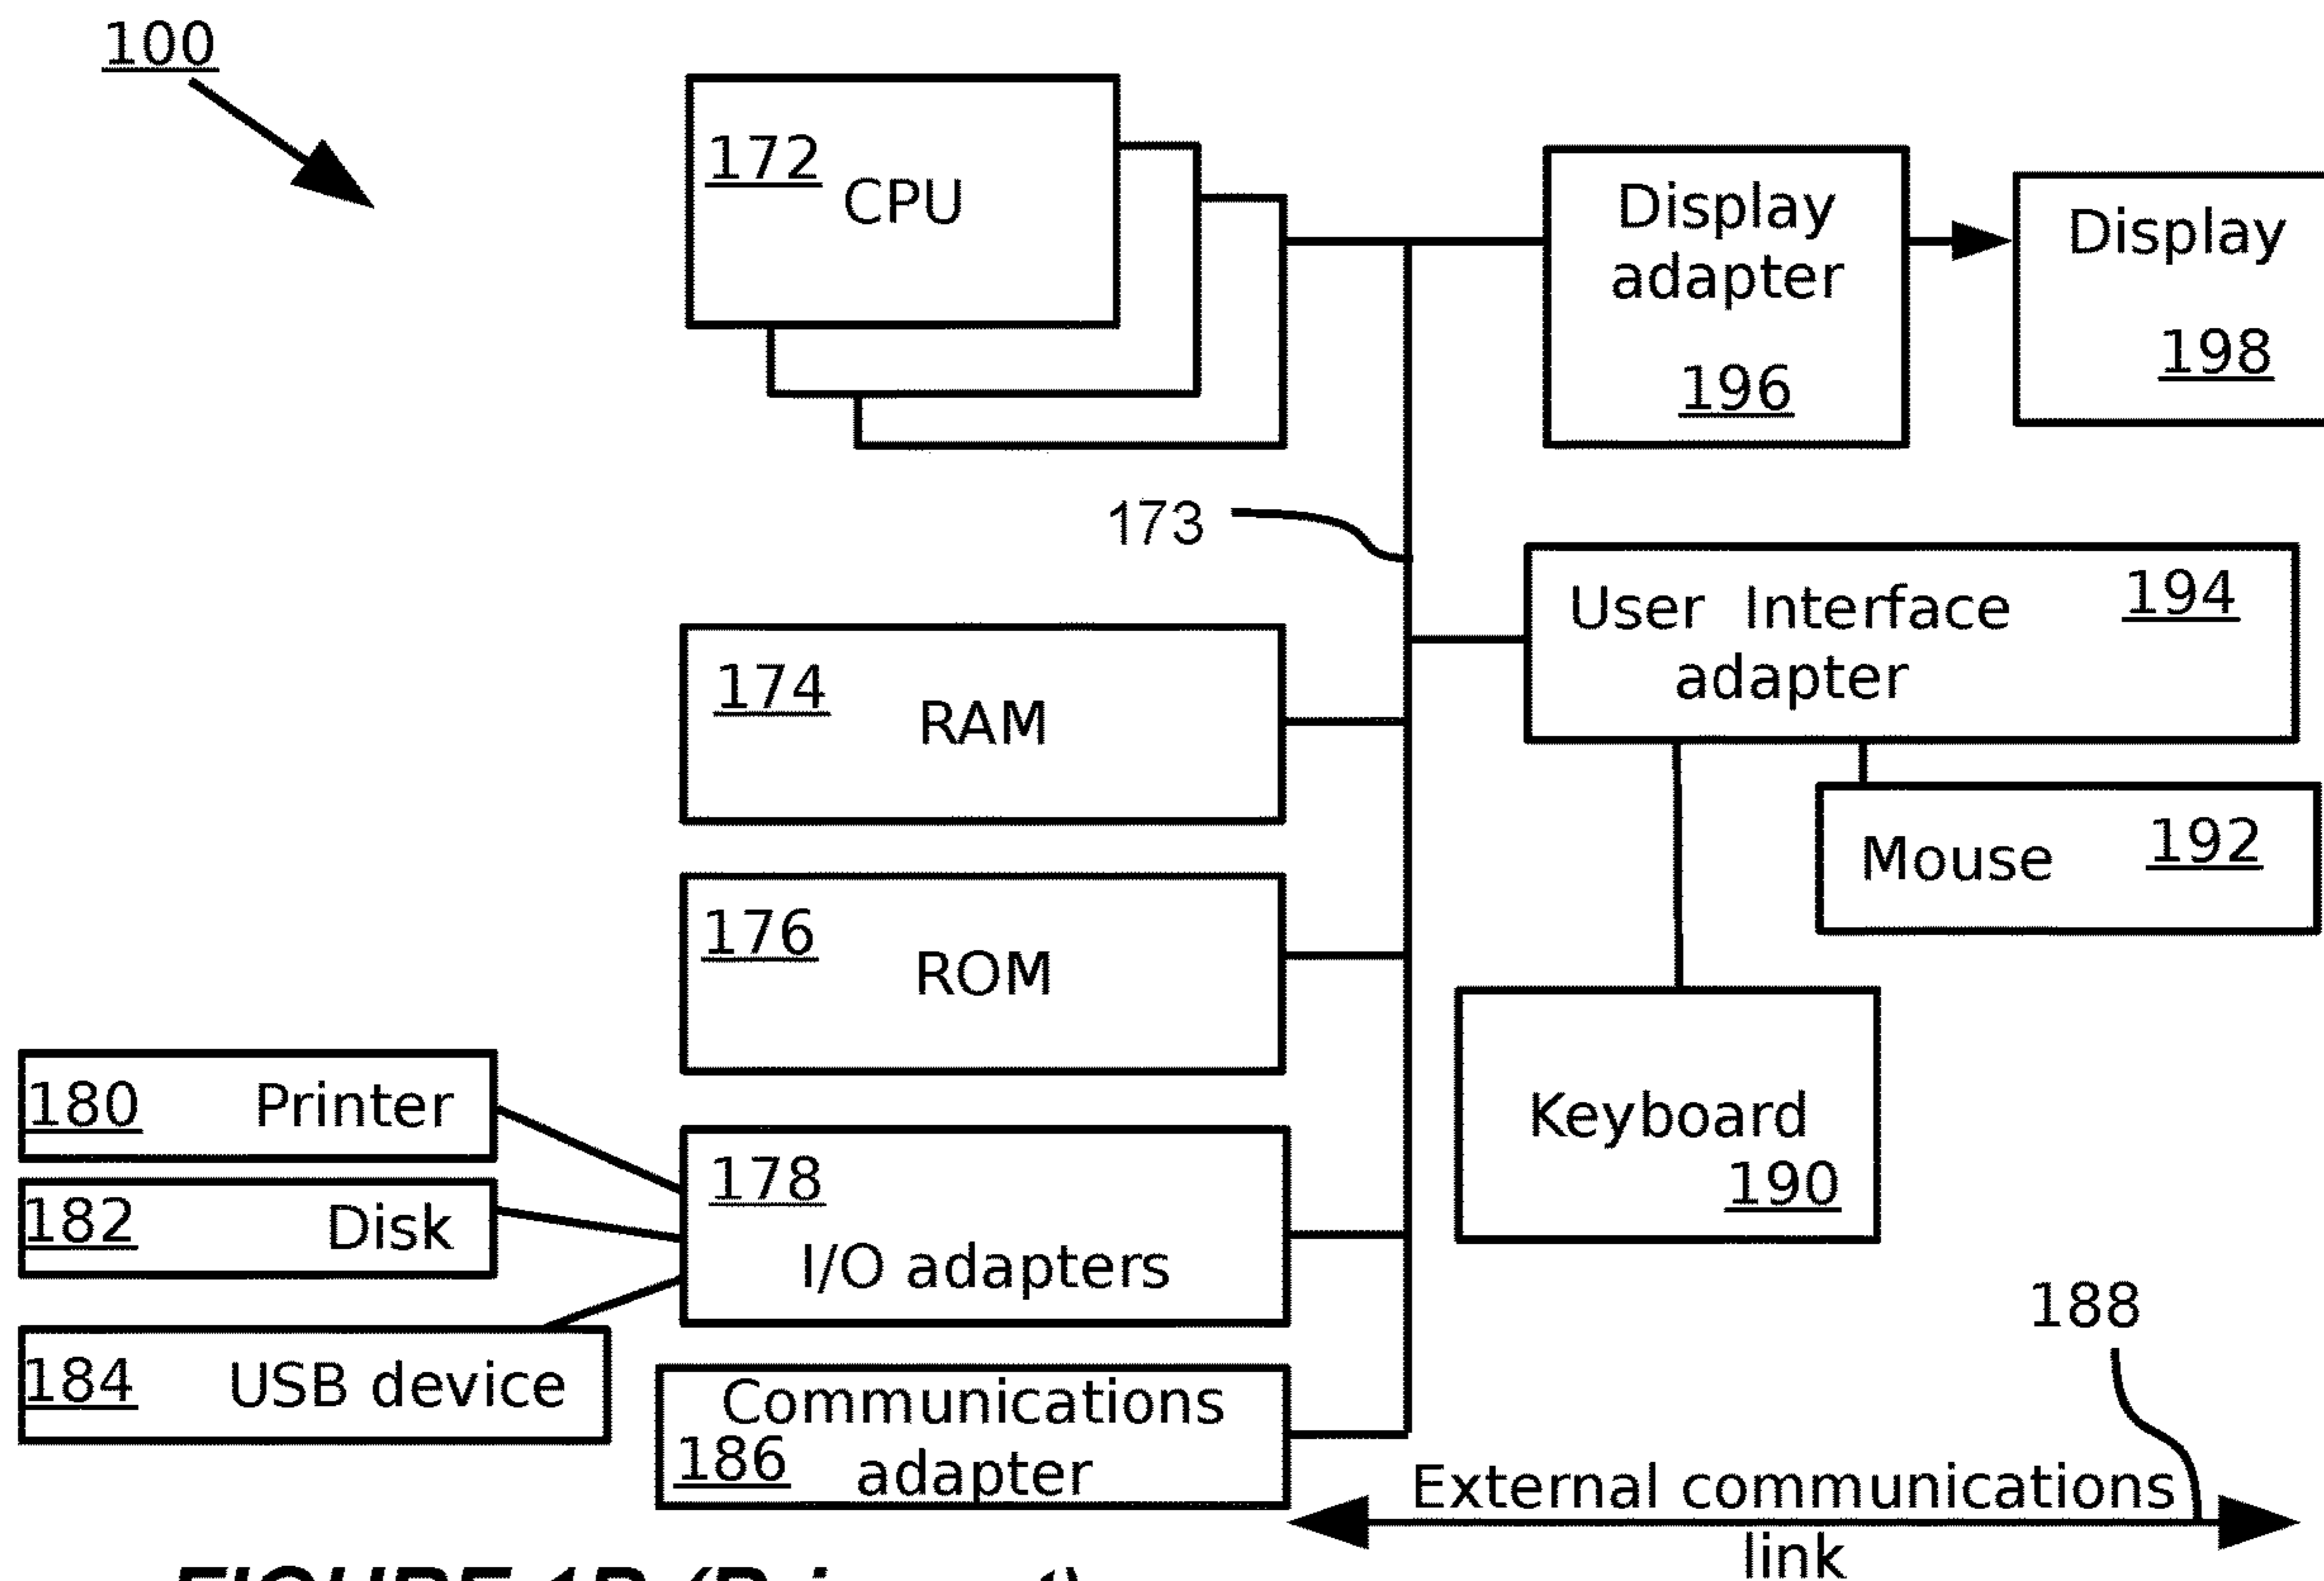 100
172
CPU
Display
adapter
196
Display
198
173
User Interface
adapter
194
174
RAM
Mouse
192
176
ROM
Keyboard
190
180
Printer
182
Disk
184
USB device
178
I/O adapters
Communications
adapter
186
188
External communications
link